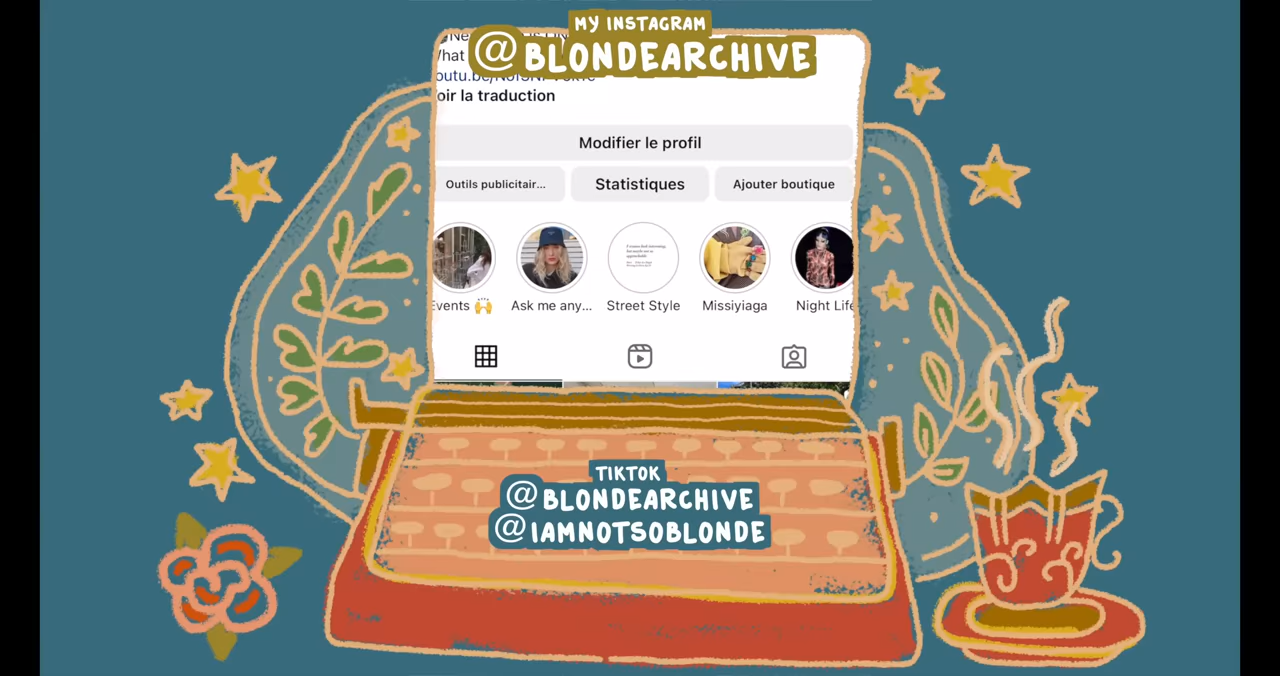 MY INSTAGRAM
@BLONDEARCHIVE
What
oir la traduction
Modifier le profil
Outils publicitair... Statistiques Ajouter boutique
Events 🙌 Ask me any... Street Style Missiyiaga Night Life
TIKTOK
@BLONDEARCHIVE
@IAMNOTSOBLONDE